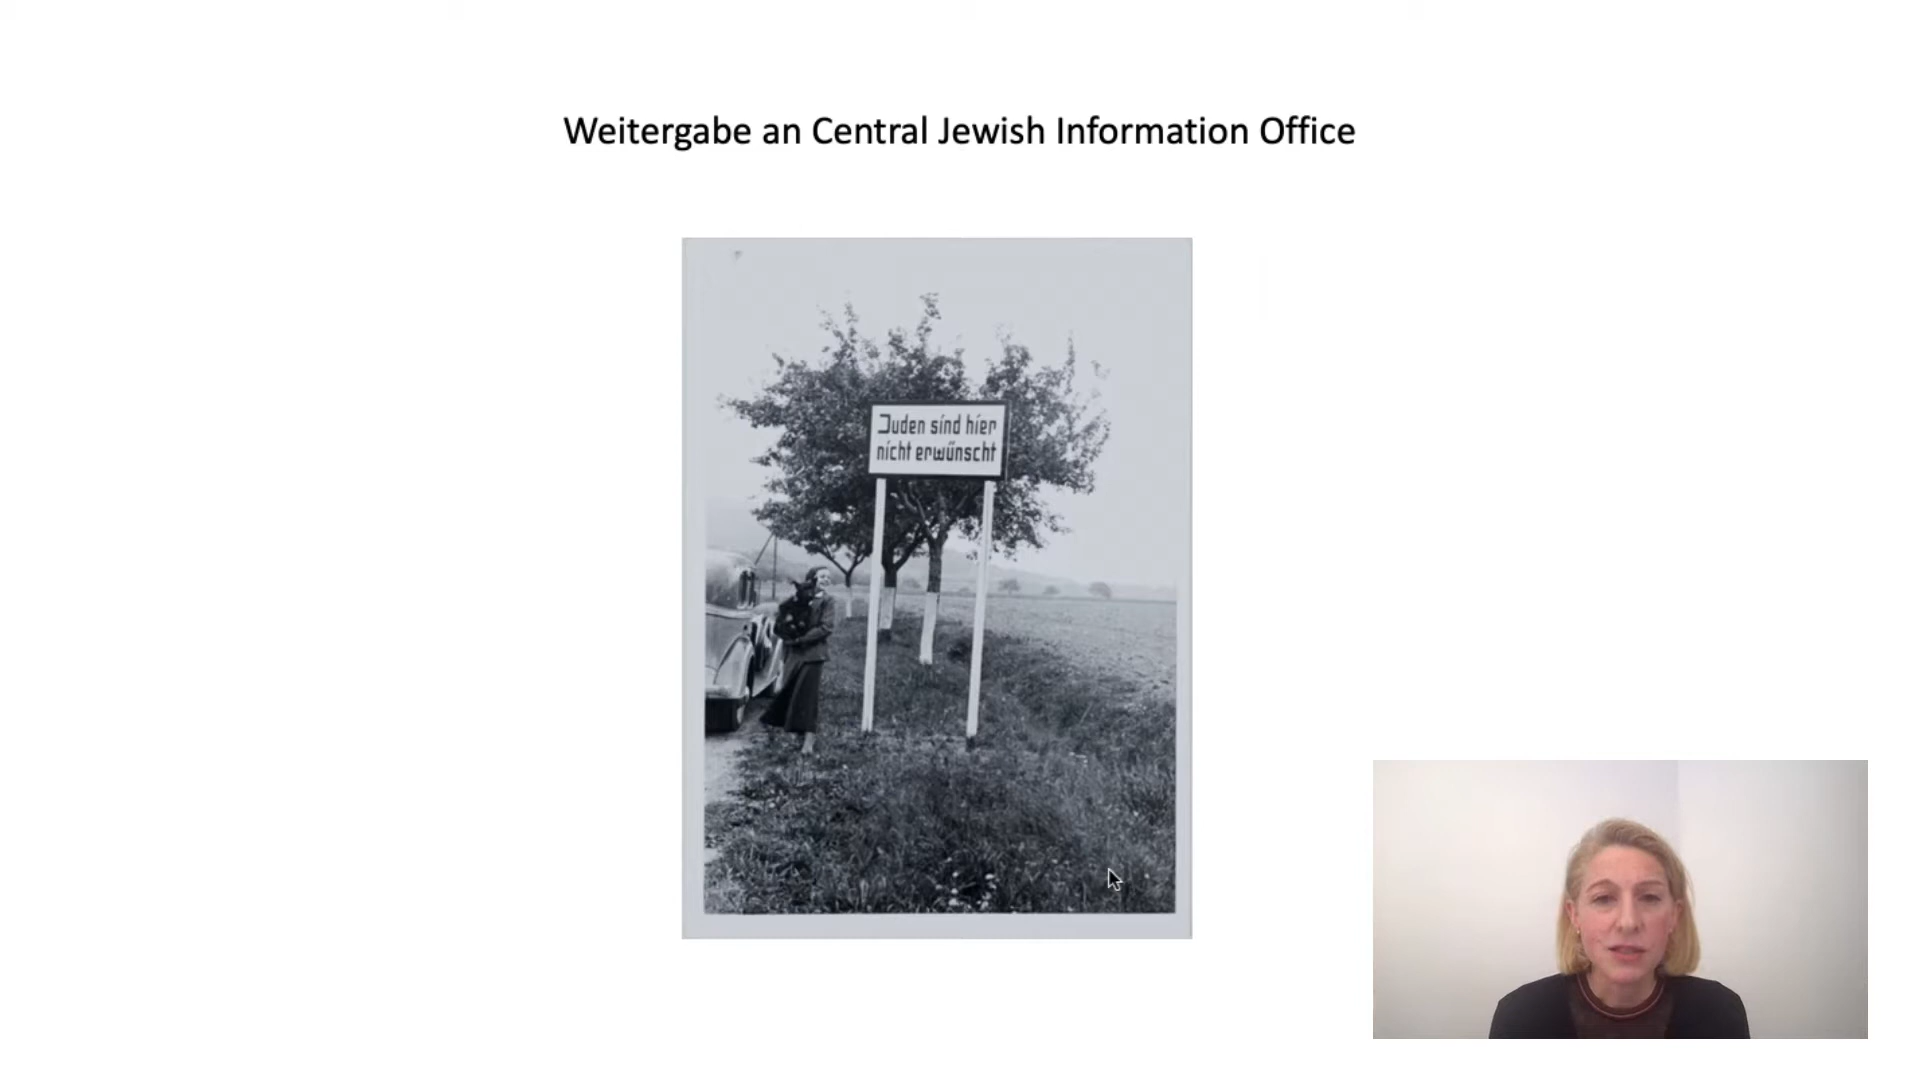 Weitergabe an Central Jewish Information Office
Juden sind hier
nicht erwünscht